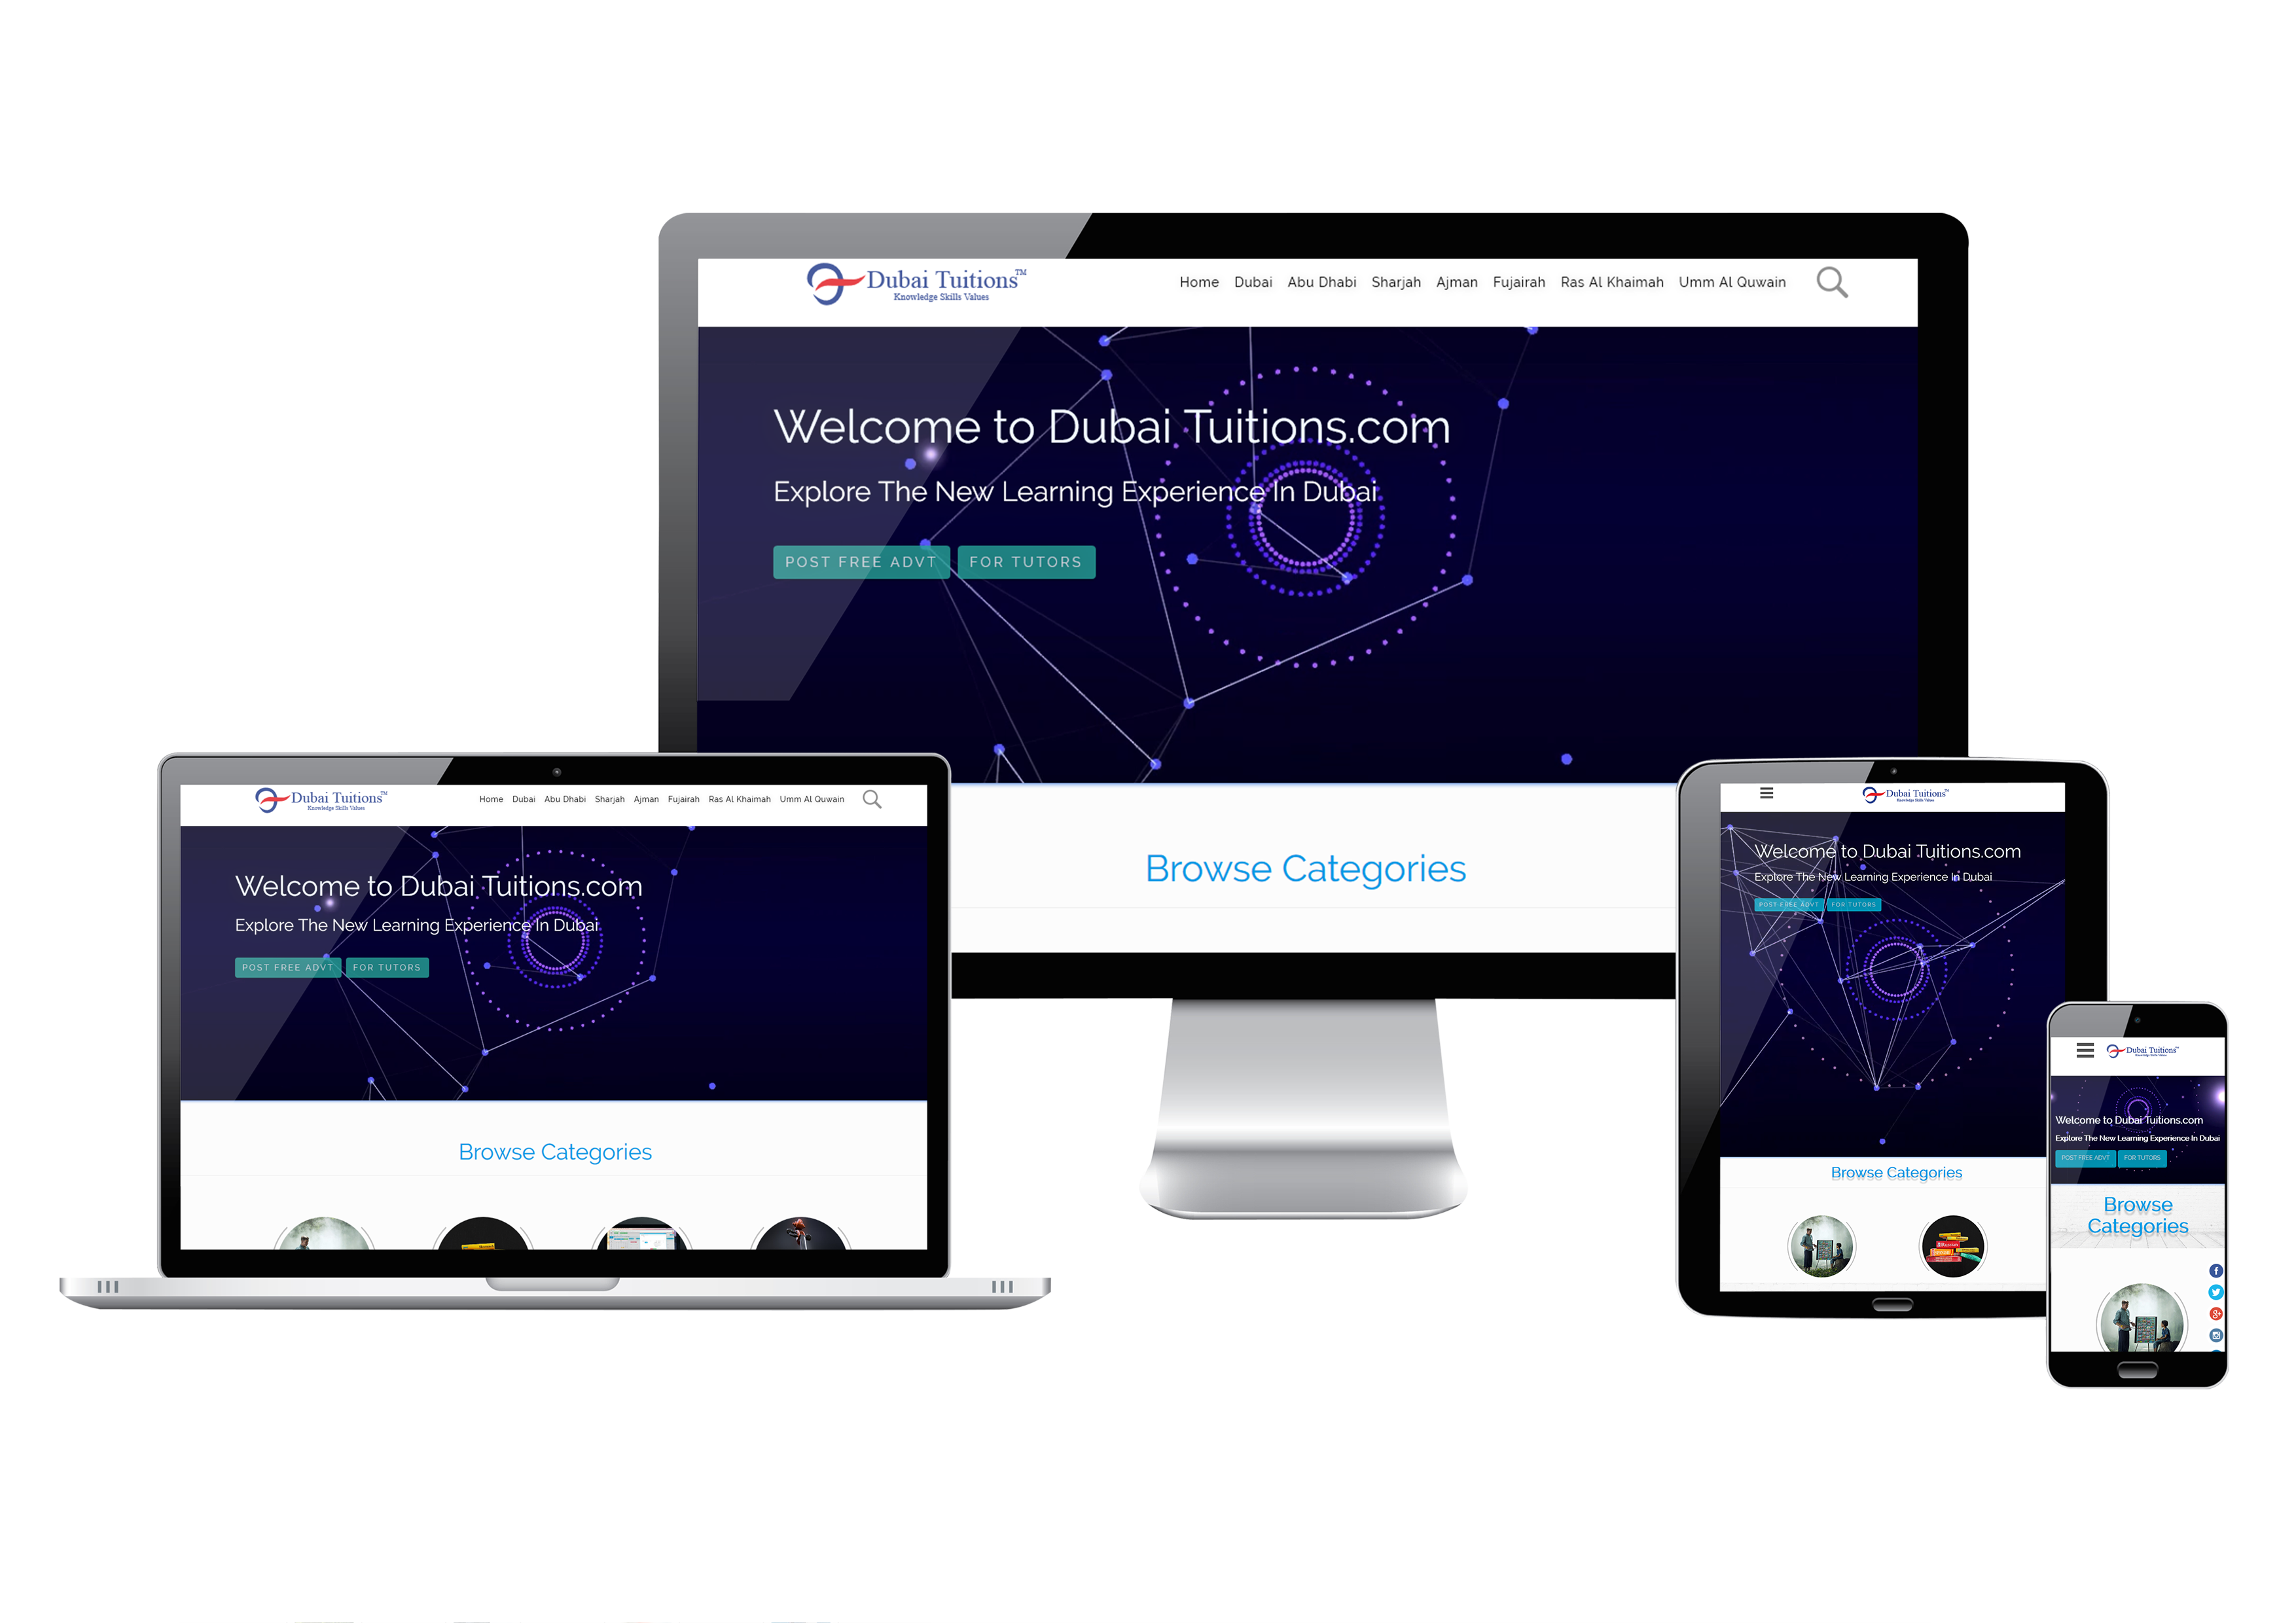 Dubai Tuitions™
Knowledge Skills Values
Home Dubai Abu Dhabi Sharjah Ajman Fujairah Ras Al Khaimah Umm Al Quwain
Welcome to Dubai Tuitions.com
Explore The New Learning Experience In Dubai
POST FREE ADVT FOR TUTORS
Browse Categories
Dubai Tuitions™
Knowledge Skills Values
Home Dubai Abu Dhabi Sharjah Ajman Fujairah Ras Al Khaimah Umm Al Quwain
Welcome to Dubai Tuitions.com
Explore The New Learning Experience In Dubai
POST FREE ADVT FOR TUTORS
Browse Categories
Dubai Tuitions™
Knowledge Skills Values
Welcome to Dubai Tuitions.com
Explore The New Learning Experience In Dubai
POST FREE ADVT FOR TUTORS
Browse Categories
Dubai Tuitions™
Knowledge Skills Values
Welcome to Dubai Tuitions.com
Explore The New Learning Experience In Dubai
POST FREE ADVT FOR TUTORS
Browse
Categories